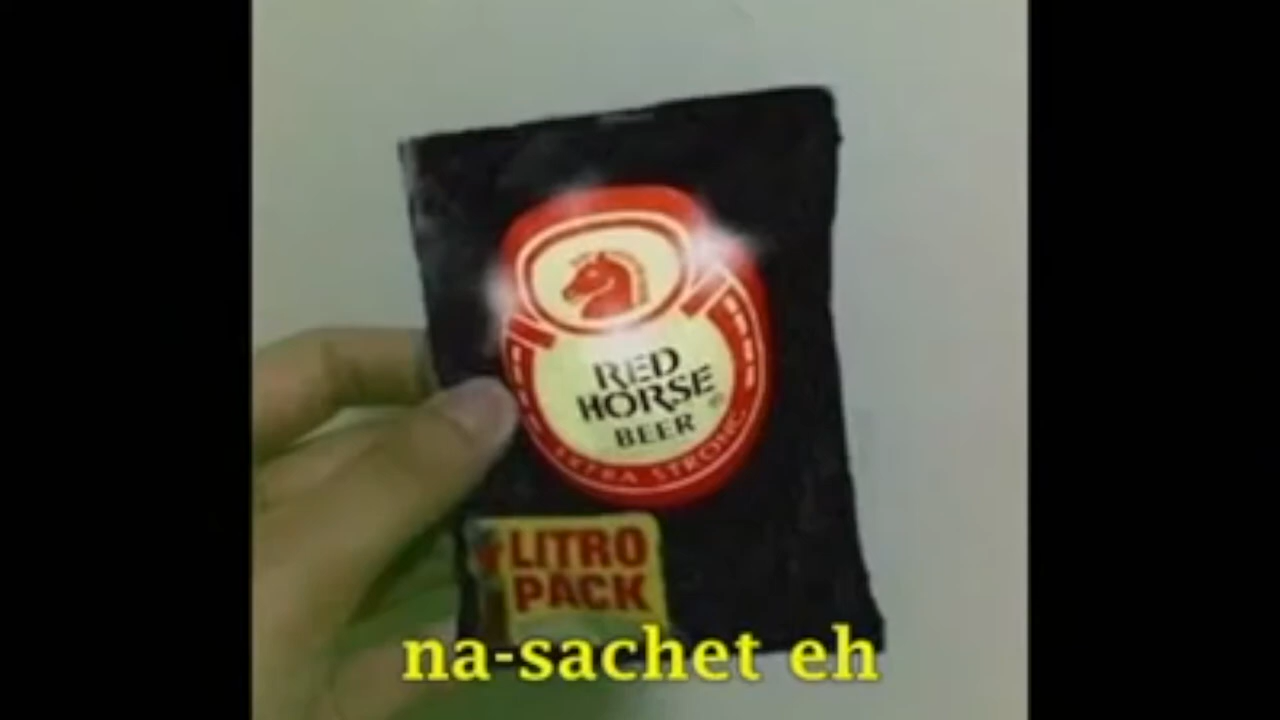 RED
HORSE
®
BEER
EXTRA STRONG
LITRO
PACK
na-sachet eh